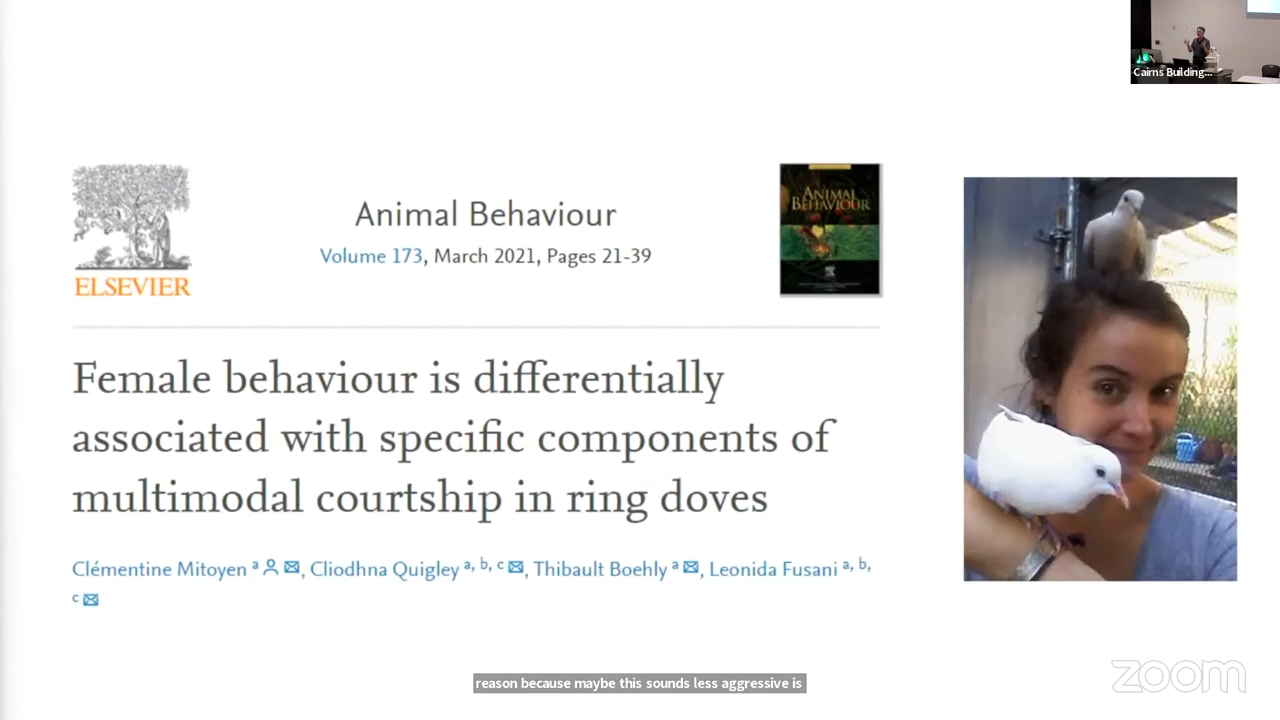 Cairns Building...
ELSEVIER
Animal Behaviour
Volume 173, March 2021, Pages 21-39
ANIMAL
BEHAVIOUR
Female behaviour is differentially
associated with specific components of
multimodal courtship in ring doves
Clémentine Mitoyen a, Cliodhna Quigley a, b, c, Thibault Boehly a, Leonida Fusani a, b,
c
reason because maybe this sounds less aggressive is
zoom